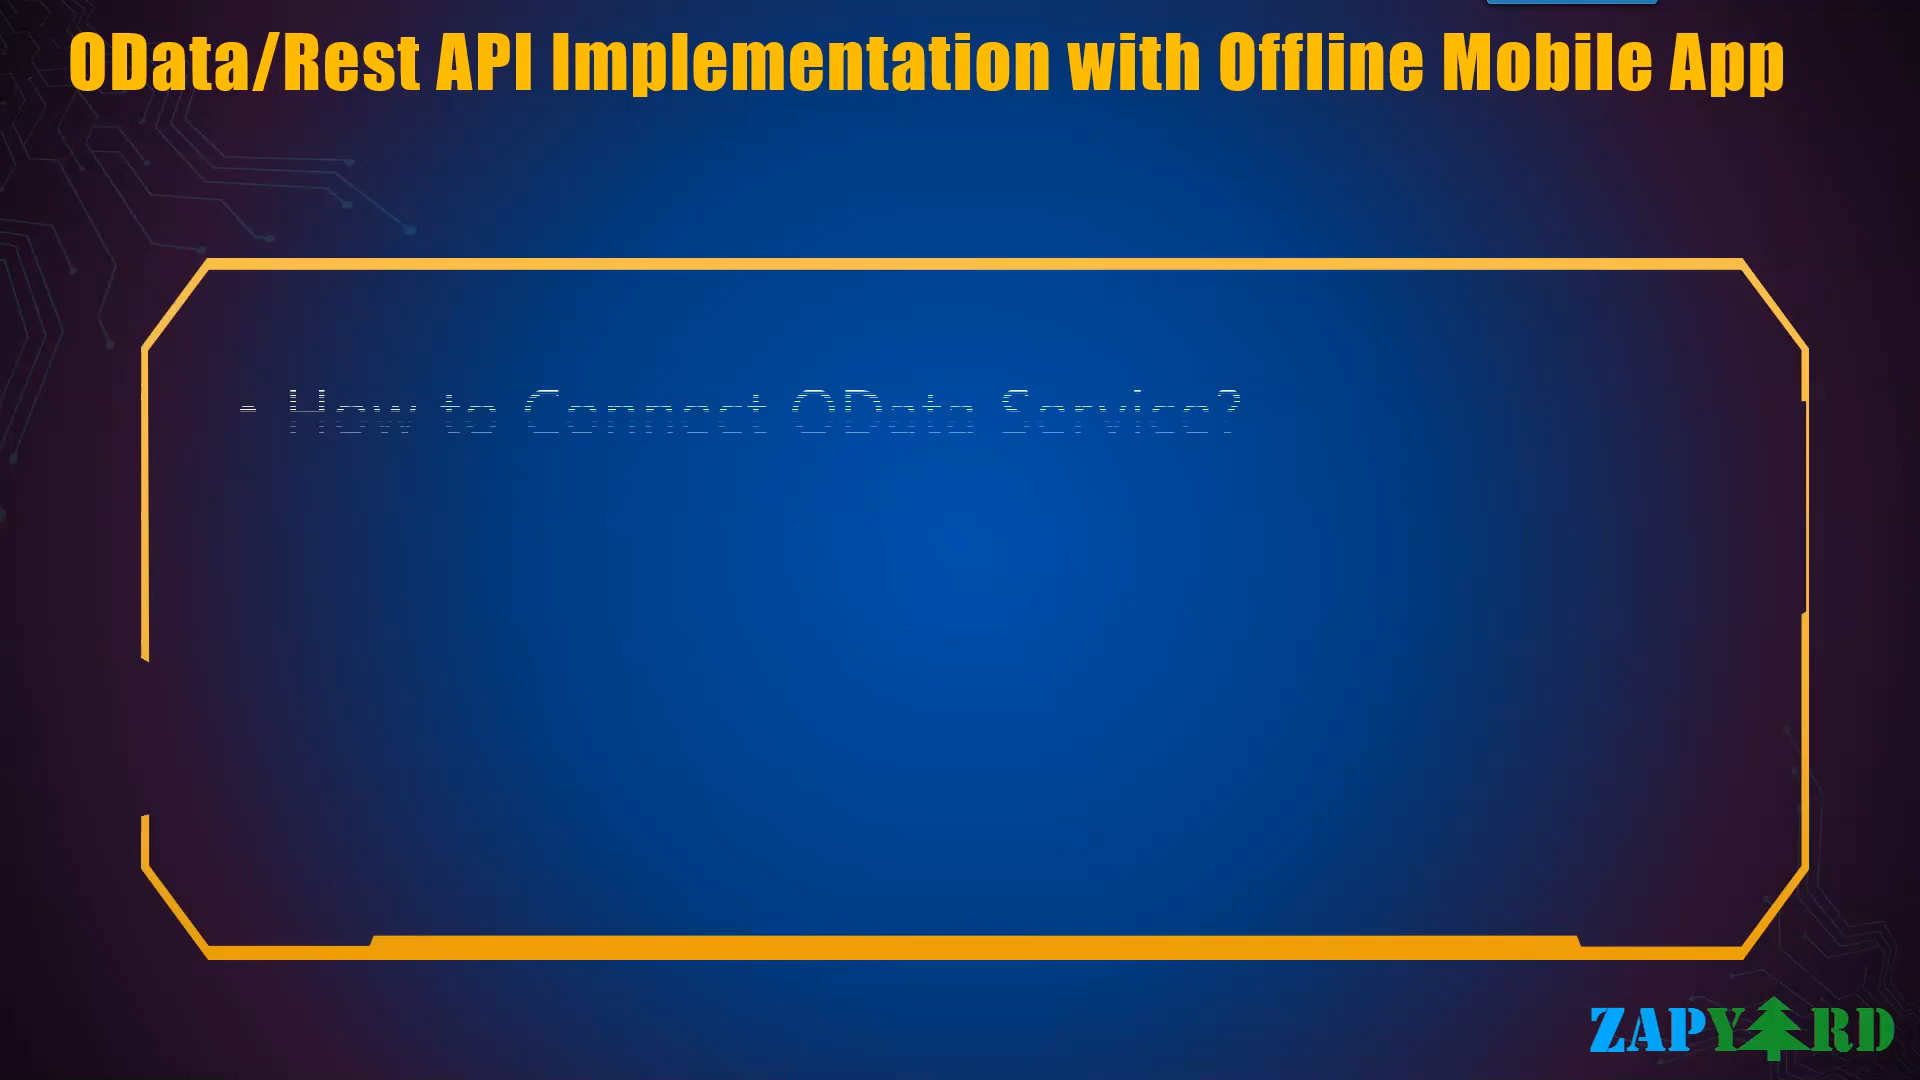 OData/Rest API Implementation with Offline Mobile App
• How to Connect OData Service?
ZAPYARD